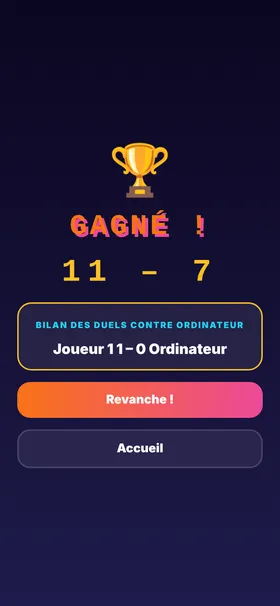 GAGNÉ !
11 – 7
BILAN DES DUELS CONTRE ORDINATEUR
Joueur 11 – 0 Ordinateur
Revanche !
Accueil